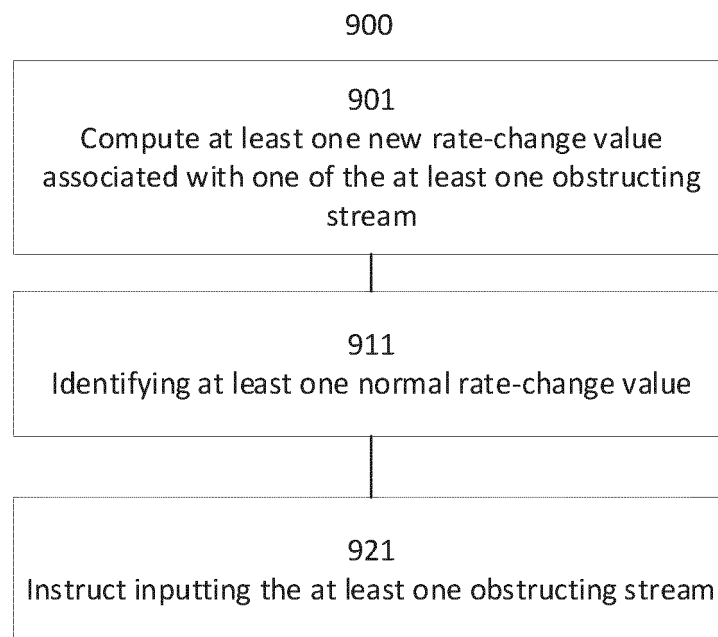 900
901
Compute at least one new rate-change value
associated with one of the at least one obstructing
stream
911
Identifying at least one normal rate-change value
921
Instruct inputting the at least one obstructing stream